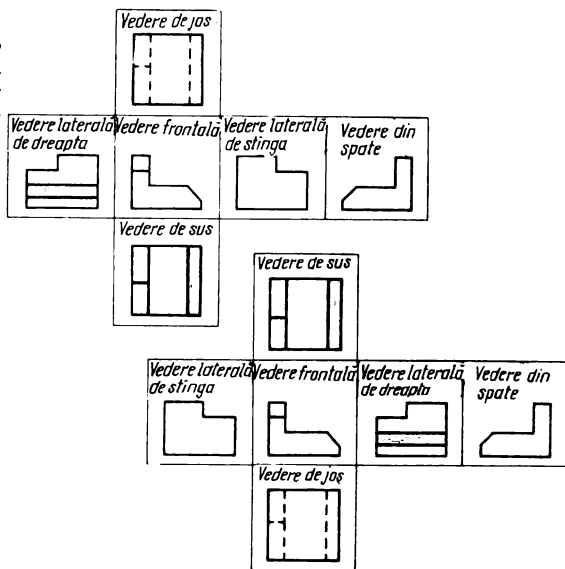 Vedere de jos
Vedere laterală
de dreapta
Vedere frontală
Vedere laterală
de stînga
Vedere din
spate
Vedere de sus
Vedere de sus
Vedere laterală
de stînga
Vedere frontală
Vedere laterală
de dreapta
Vedere din
spate
Vedere de jos